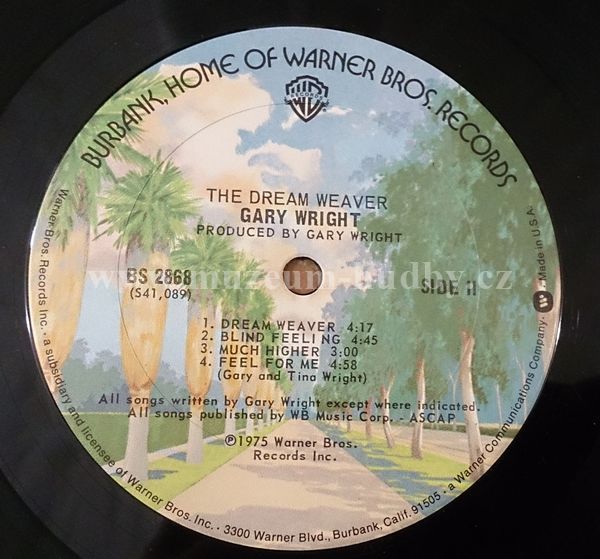 BURBANK, HOME OF WARNER BROS. RECORDS
RECORDS
THE DREAM WEAVER
GARY WRIGHT
PRODUCED BY GARY WRIGHT
www.muzeum-hudby.cz
BS 2868
(S41,089)
SIDE II
1. DREAM WEAVER 4:17
2. BLIND FEELING 4:45
3. MUCH HIGHER 3:00
4. FEEL FOR ME 4:58
(Gary and Tina Wright)
All songs written by Gary Wright except where indicated.
All songs published by WB Music Corp. - ASCAP
℗1975 Warner Bros.
Records Inc.
Warner Bros. Records Inc. • a subsidiary and licensee of Warner Bros. Inc. • 3300 Warner Blvd., Burbank, Calif. 91505 • a Warner Communications Company • Made in U.S.A.